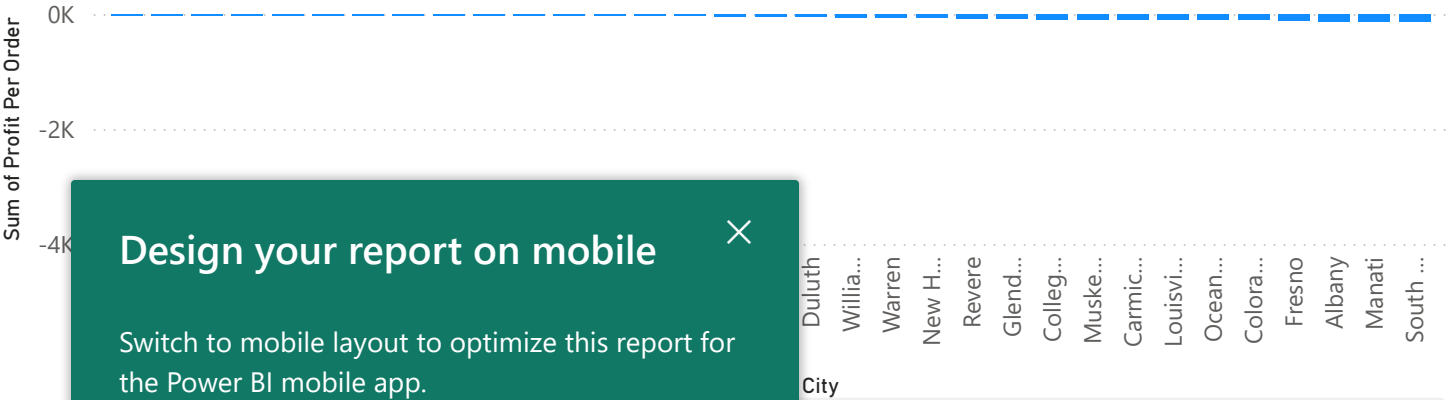 0K
-2K
-4K
Sum of Profit Per Order
Design your report on mobile
Switch to mobile layout to optimize this report for
the Power BI mobile app.
Duluth
Willia...
Warren
New H...
Revere
Glend...
Colleg...
Muske...
Carmic...
Louisvi...
Ocean...
Colora...
Fresno
Albany
Manati
South ...
City